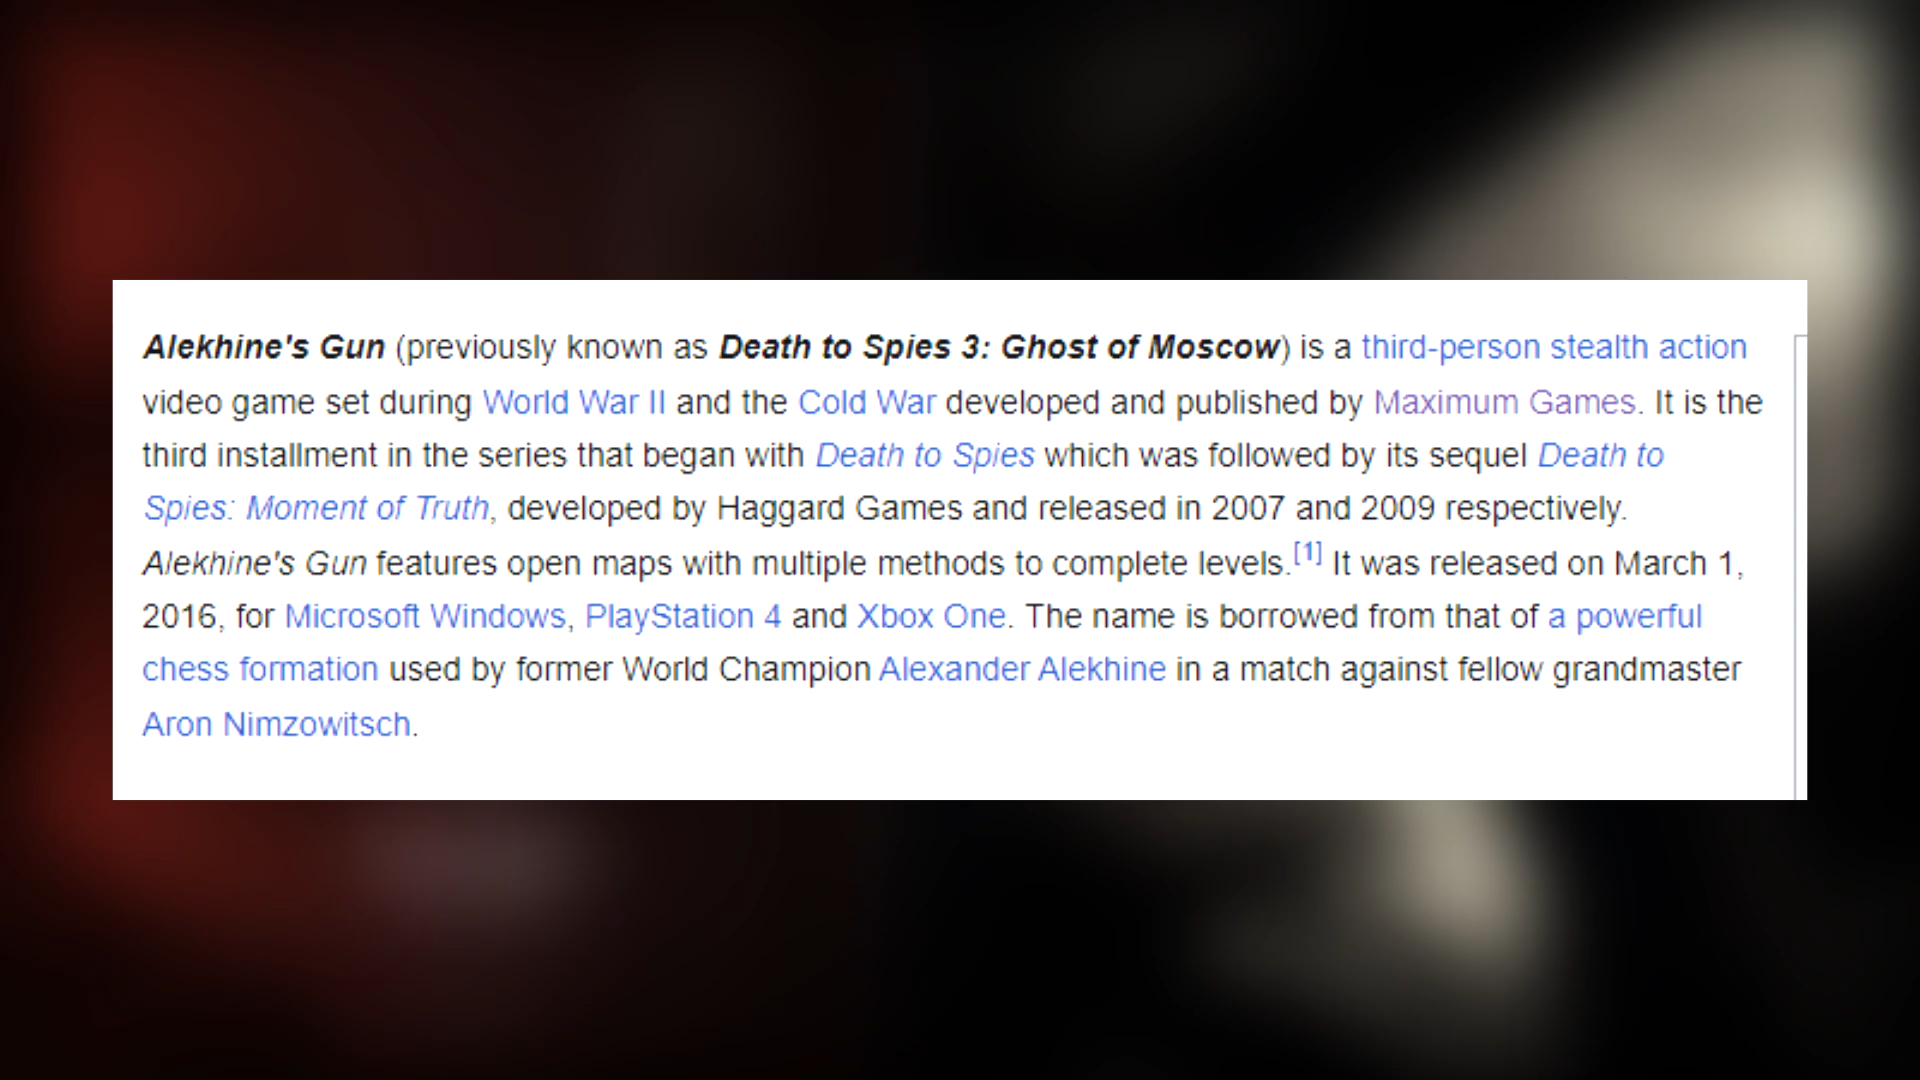 Alekhine's Gun (previously known as Death to Spies 3: Ghost of Moscow) is a third-person stealth action
video game set during World War II and the Cold War developed and published by Maximum Games. It is the
third installment in the series that began with Death to Spies which was followed by its sequel Death to
Spies: Moment of Truth, developed by Haggard Games and released in 2007 and 2009 respectively.
Alekhine's Gun features open maps with multiple methods to complete levels.[1] It was released on March 1,
2016, for Microsoft Windows, PlayStation 4 and Xbox One. The name is borrowed from that of a powerful
chess formation used by former World Champion Alexander Alekhine in a match against fellow grandmaster
Aron Nimzowitsch.